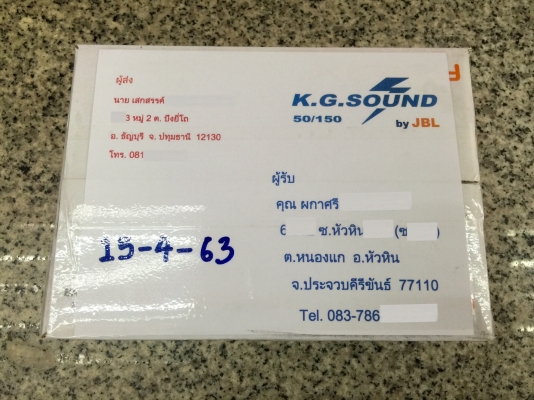 ผู้ส่ง
นาย เสกสรรค์
3 หมู่ 2 ต. บึงยี่โถ
อ. ธัญบุรี จ. ปทุมธานี 12130
โทร. 081
K.G.SOUND
50/150 by JBL
ผู้รับ
คุณ ผกาศรี
6 ซ.หัวหิน (ซ )
ต.หนองแก อ.หัวหิน
จ.ประจวบคีรีขันธ์ 77110
Tel. 083-786
15-4-63